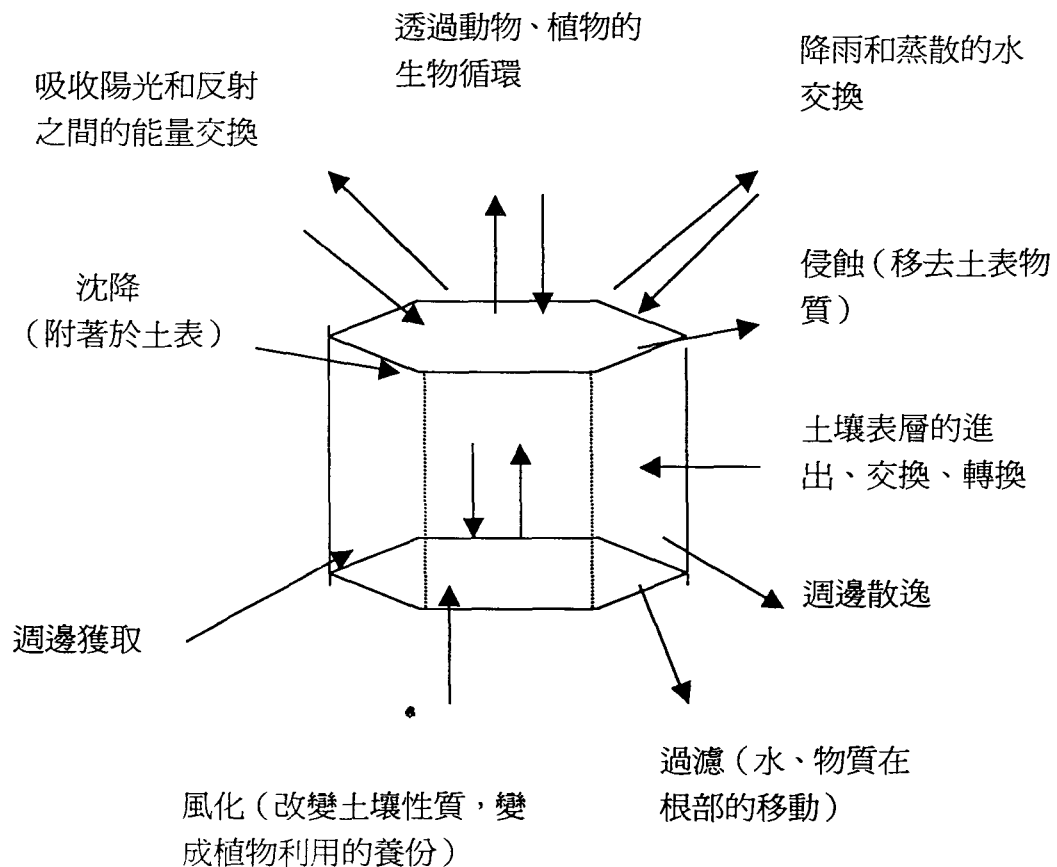 透過動物、植物的
生物循環
降雨和蒸散的水
交換
吸收陽光和反射
之間的能量交換
侵蝕（移去土表物
質）
沈降
（附著於土表）
土壤表層的進
出、交換、轉換
週邊散逸
週邊獲取
過濾（水、物質在
根部的移動）
風化（改變土壤性質，變
成植物利用的養份）